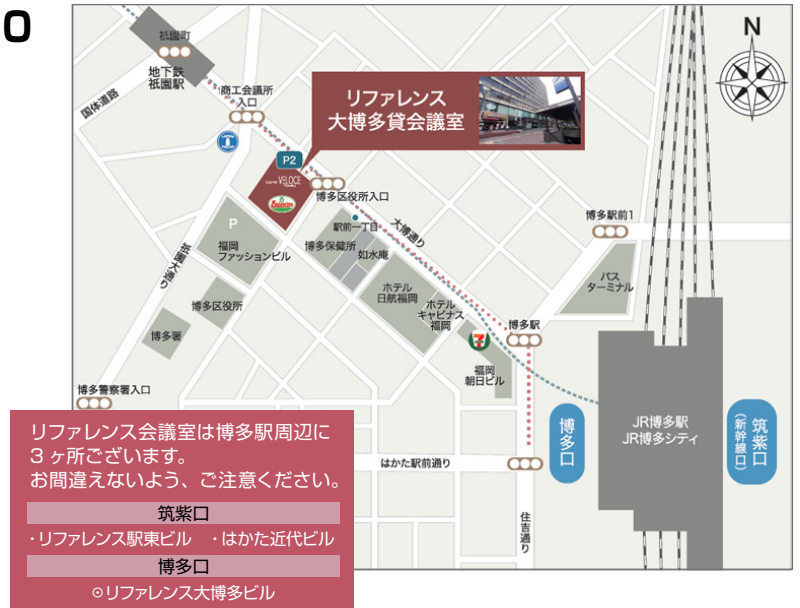 O
祇園町
地下鉄
祇園駅
国体道路
商工会議所
入口
リファレンス
大博多貸会議室
N
P2
CAFFE VELOCE
博多区役所入口
駅前一丁目
大博通り
博多保健所
如水庵
博多駅前1
P
福岡
ファッションビル
祇園大通り
バス
ターミナル
ホテル
日航福岡
ホテル
キャビナス
福岡
博多区役所
博多署
博多駅
7
福岡
朝日ビル
博多警察署入口
博多口
JR博多駅
JR博多シティ
筑紫口
(新幹線口)
はかた駅前通り
住吉通り
リファレンス会議室は博多駅周辺に
3ヶ所ございます。
お間違えないよう、ご注意ください。
筑紫口
・リファレンス駅東ビル ・はかた近代ビル
博多口
◎リファレンス大博多ビル